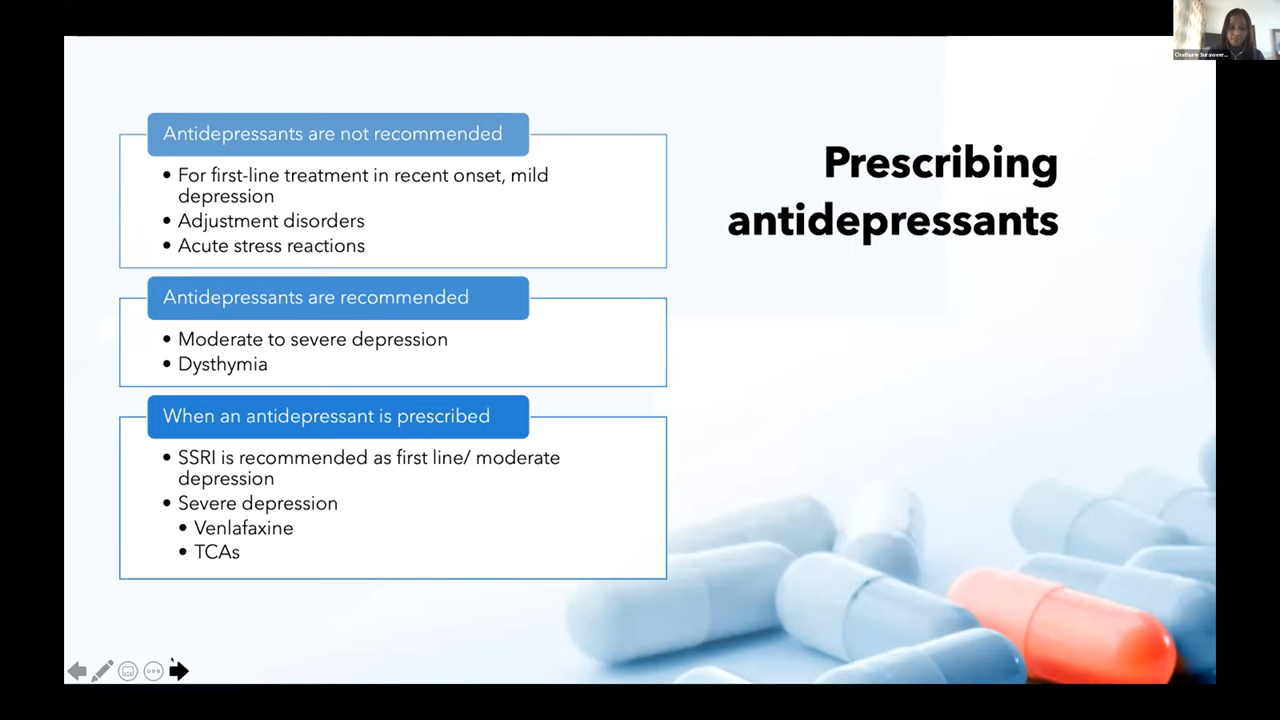 Chathurie Suraweer...
Antidepressants are not recommended
• For first-line treatment in recent onset, mild
depression
• Adjustment disorders
• Acute stress reactions
Antidepressants are recommended
• Moderate to severe depression
• Dysthymia
When an antidepressant is prescribed
• SSRI is recommended as first line/ moderate
depression
• Severe depression
• Venlafaxine
• TCAs
Prescribing
antidepressants